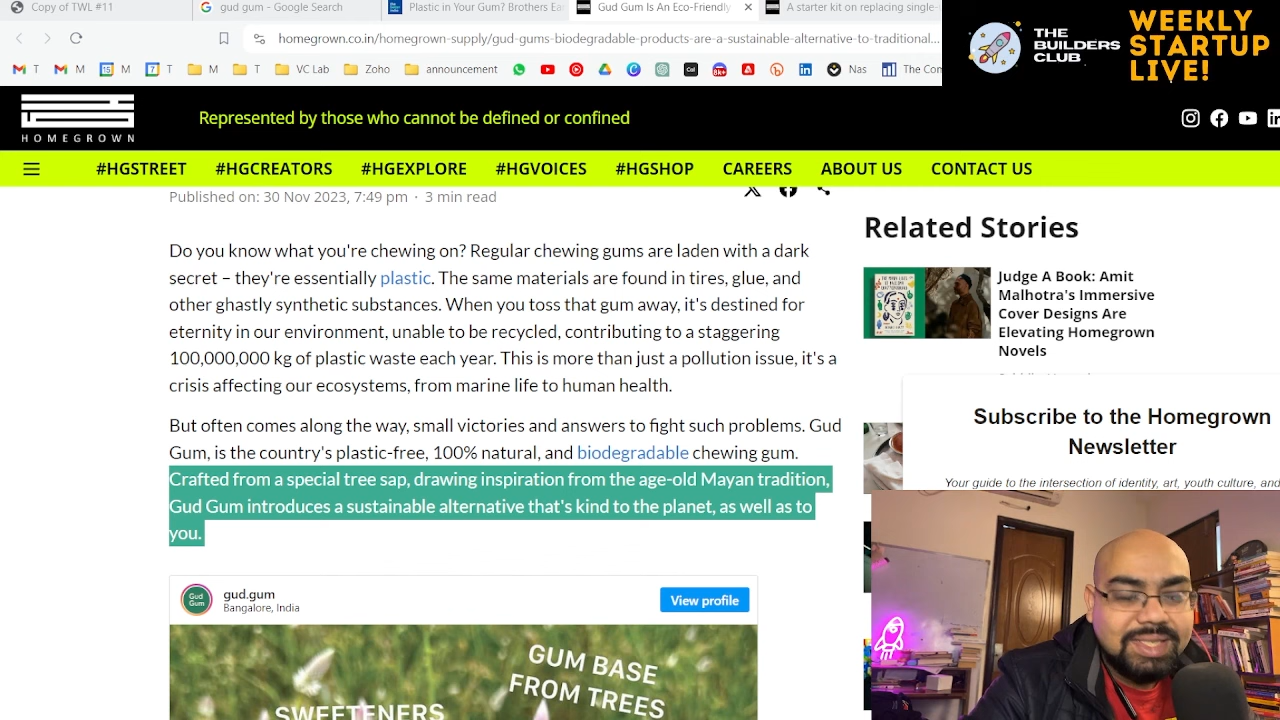 Copy of TWL #11
gud gum - Google Search
Plastic in Your Gum? Brothers Ea
Gud Gum Is An Eco-Friendly
A starter kit on replacing single-
homegrown.co.in/homegrown-sustainability/gud-gums-biodegradable-products-are-a-sustainable-alternative-to-traditional...
M T
M M
M
T
M
T
VC Lab
Zoho
announcemen
Nas
The Com
THE
BUILDERS
CLUB
WEEKLY
STARTUP
LIVE!
HOMEGROWN
Represented by those who cannot be defined or confined
#HGSTREET #HGCREATORS #HGEXPLORE #HGVOICES #HGSHOP CAREERS ABOUT US CONTACT US
Published on: 30 Nov 2023, 7:49 pm · 3 min read
Do you know what you're chewing on? Regular chewing gums are laden with a dark
secret – they're essentially plastic. The same materials are found in tires, glue, and
other ghastly synthetic substances. When you toss that gum away, it's destined for
eternity in our environment, unable to be recycled, contributing to a staggering
100,000,000 kg of plastic waste each year. This is more than just a pollution issue, it's a
crisis affecting our ecosystems, from marine life to human health.
But often comes along the way, small victories and answers to fight such problems. Gud
Gum, is the country's plastic-free, 100% natural, and biodegradable chewing gum.
Crafted from a special tree sap, drawing inspiration from the age-old Mayan tradition,
Gud Gum introduces a sustainable alternative that's kind to the planet, as well as to
you.
Gud
Gum
gud.gum
Bangalore, India
View profile
GUM BASE
FROM TREES
SWEETENERS
Related Stories
Judge A Book: Amit
Malhotra's Immersive
Cover Designs Are
Elevating Homegrown
Novels
Subscribe to the Homegrown
Newsletter
Your guide to the intersection of identity, art, youth culture, and